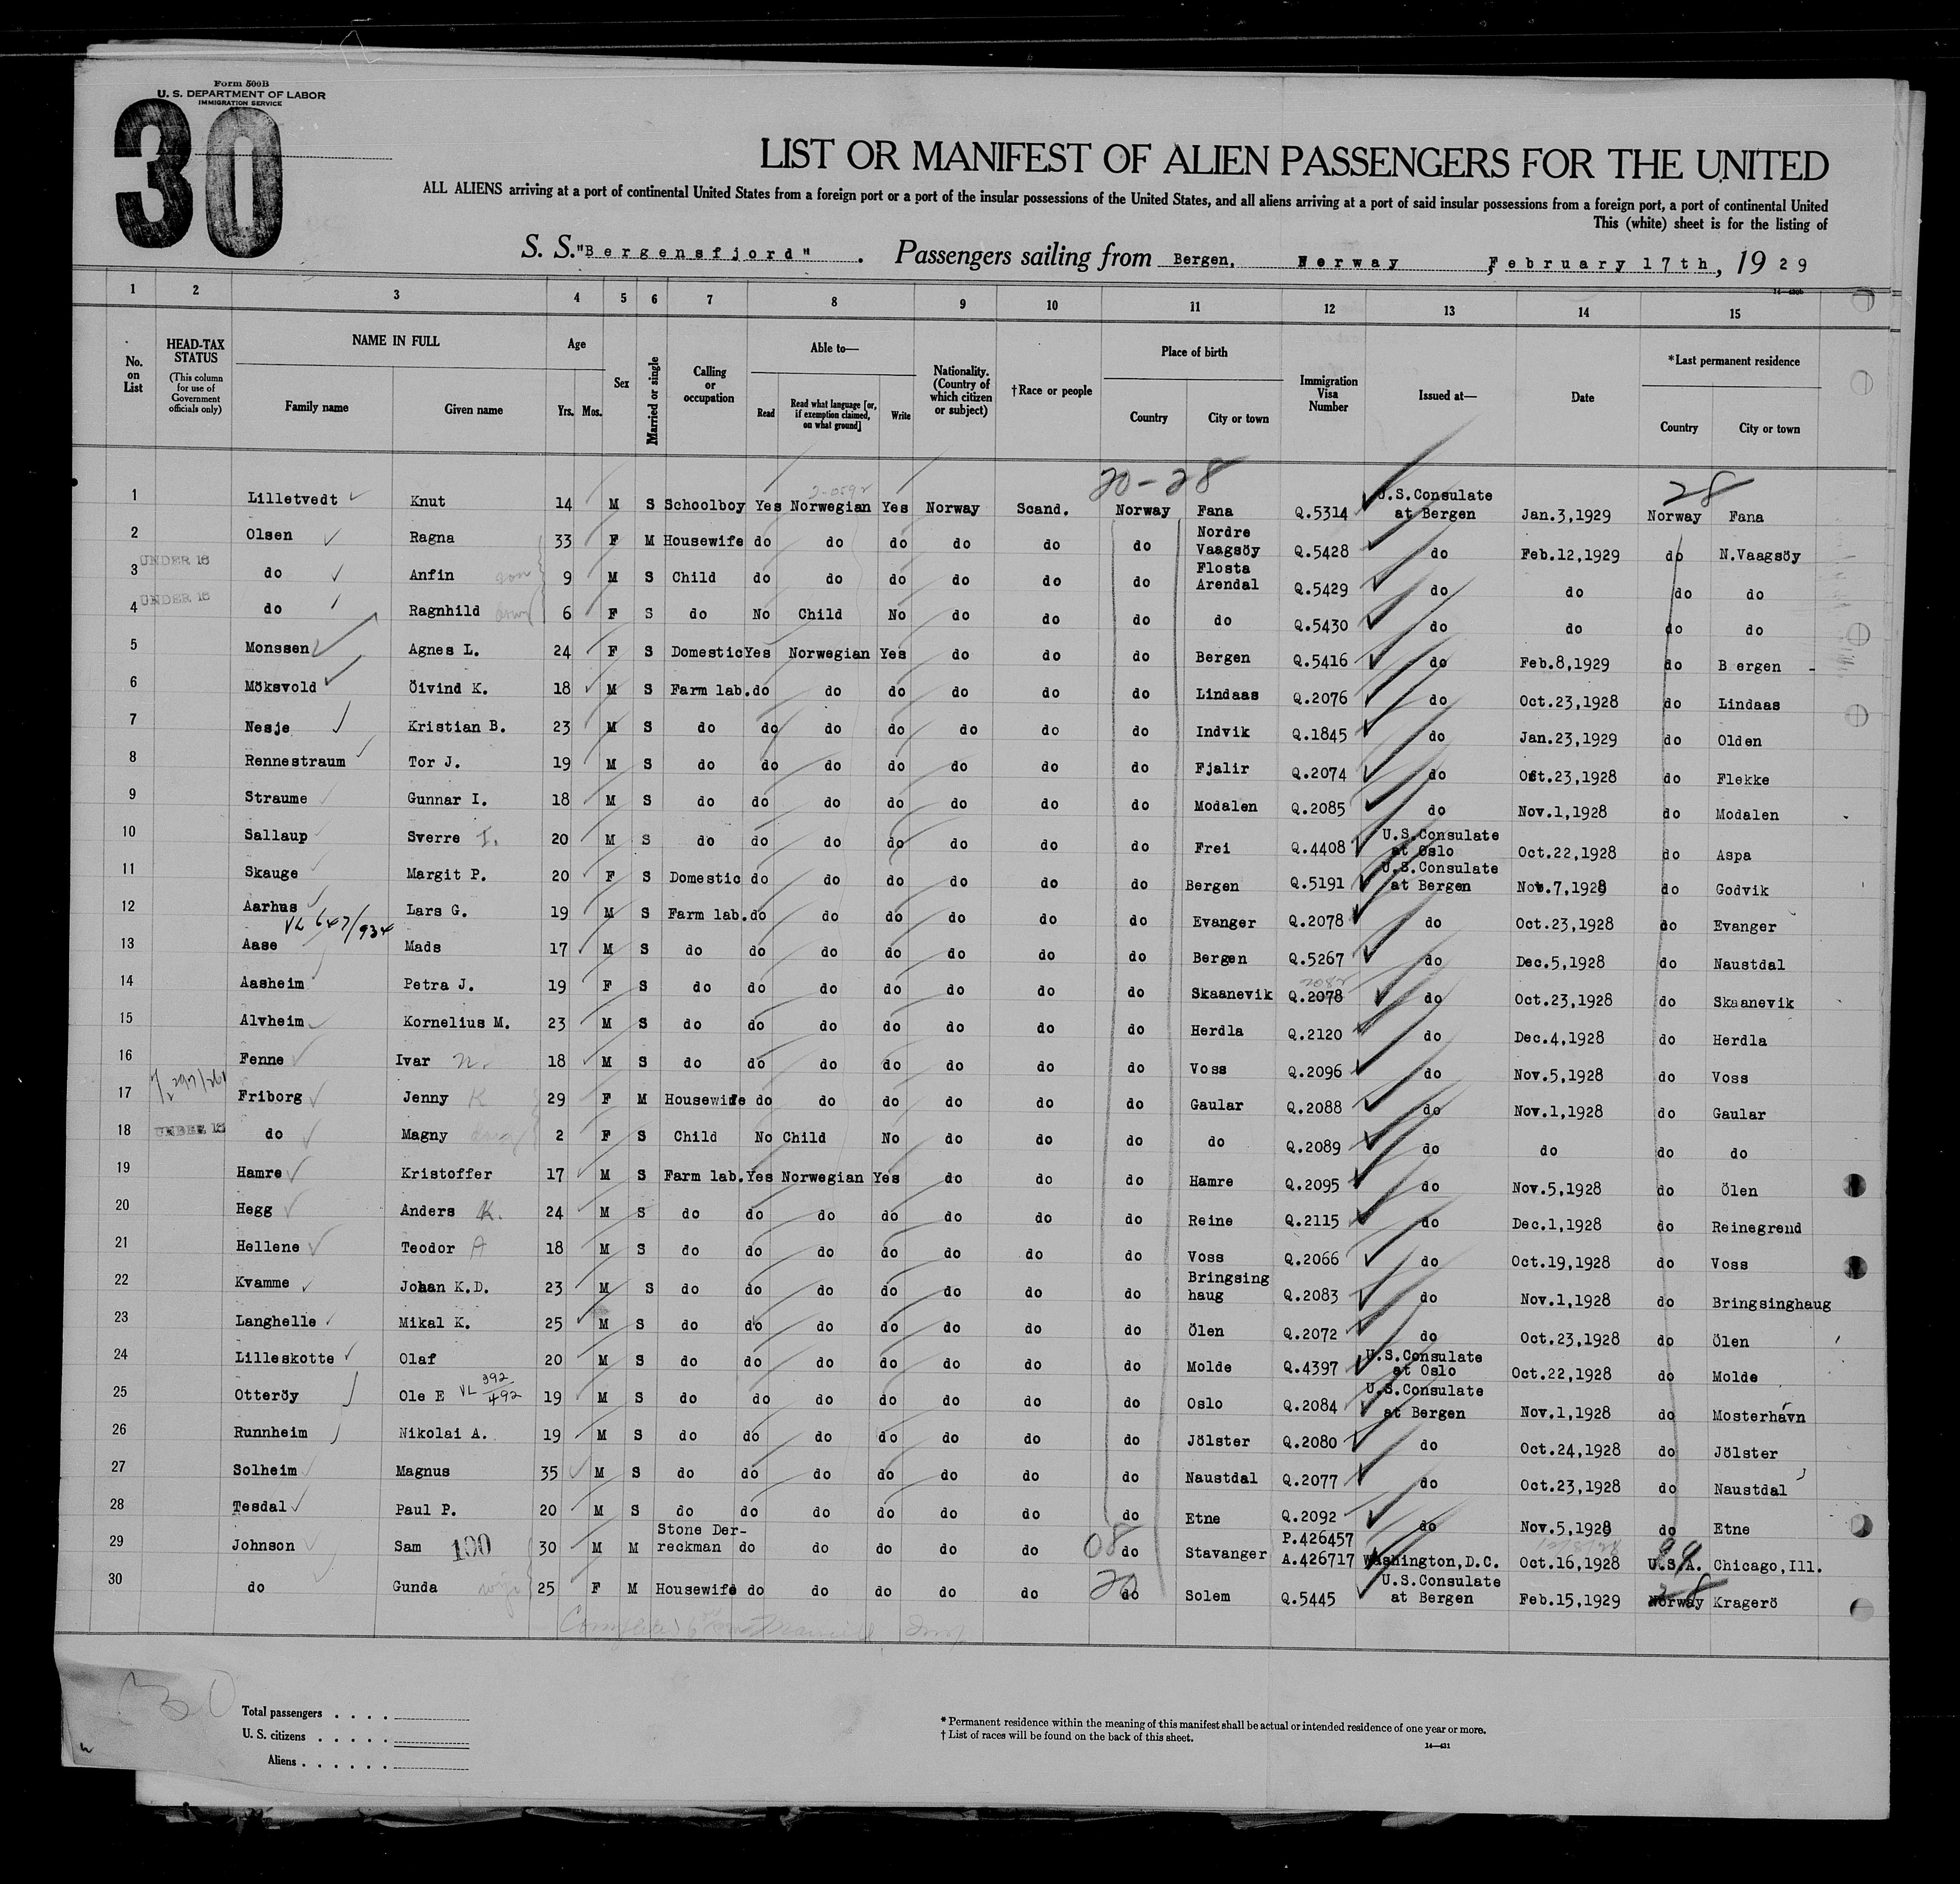 Form 500B
U. S. DEPARTMENT OF LABOR
IMMIGRATION SERVICE
30
LIST OR MANIFEST OF ALIEN PASSENGERS FOR THE UNITED
ALL ALIENS arriving at a port of continental United States from a foreign port or a port of the insular possessions of the United States, and all aliens arriving at a port of said insular possessions from a foreign port, a port of continental United
This (white) sheet is for the listing of
S. S. "Bergensfjord". Passengers sailing from Bergen, Norway, February 17th, 1929
14—430b
1 2 3 4 5 6 7 8 9 10 11 12 13 14 15
No. on List
HEAD-TAX STATUS (This column for use of Government officials only)
NAME IN FULL
Family name Given name
Age
Yrs. Mos.
Sex
Married or single
Calling or occupation
Able to—
Read Read what language [or, if exemption claimed, on what ground] Write
Nationality. (Country of which citizen or subject)
†Race or people
Place of birth
Country City or town
Immigration Visa Number
Issued at—
Date
*Last permanent residence
Country City or town
20-28 28
1 Lilletvedt Knut 14 M S Schoolboy Yes Norwegian Yes Norway Scand. Norway Fana Q.5314 U.S.Consulate at Bergen Jan.3,1929 Norway Fana
2 Olsen Ragna 33 F M Housewife do do do do do do Nordre Vaagsöy Q.5428 do Feb.12,1929 do N.Vaagsöy
3 UNDER 16 do Anfin son 9 M S Child do do do do do do Flosta Arendal Q.5429 do do do do
4 UNDER 16 do Ragnhild 6 F S do No Child No do do do do Q.5430 do do do do
5 Monssen Agnes L. 24 F S Domestic Yes Norwegian Yes do do do Bergen Q.5416 do Feb.8,1929 do Bergen
6 Möksvold Öivind K. 18 M S Farm lab. do do do do do do Lindaas Q.2076 do Oct.23,1928 do Lindaas
7 Nesje Kristian B. 23 M S do do do do do do do Indvik Q.1845 do Jan.23,1929 do Olden
8 Rennestraum Tor J. 19 M S do do do do do do do Fjalir Q.2074 do Oct.23,1928 do Flekke
9 Straume Gunnar I. 18 M S do do do do do do do Modalen Q.2085 do Nov.1,1928 do Modalen
10 Sallaup Sverre I. 20 M S do do do do do do do Frei Q.4408 U.S.Consulate at Oslo Oct.22,1928 do Aspa
11 Skauge Margit P. 20 F S Domestic do do do do do do Bergen Q.5191 U.S.Consulate at Bergen Nov.7,1928 do Godvik
12 Aarhus Lars G. 19 M S Farm lab. do do do do do do Evanger Q.2078 do Oct.23,1928 do Evanger
VL 647/934
13 Aase Mads 17 M S do do do do do do do Bergen Q.5267 do Dec.5,1928 do Naustdal
14 Aasheim Petra J. 19 F S do do do do do do do Skaanevik Q.2078 do Oct.23,1928 do Skaanevik
15 Alvheim Kornelius M. 23 M S do do do do do do do Herdla Q.2120 do Dec.4,1928 do Herdla
16 Fenne Ivar N. 18 M S do do do do do do do Voss Q.2096 do Nov.5,1928 do Voss
17 Friborg Jenny K 29 F M Housewife do do do do do do Gaular Q.2088 do Nov.1,1928 do Gaular
18 UNDER 16 do Magny 2 F S Child No Child No do do do do Q.2089 do do do do
19 Hamre Kristoffer 17 M S Farm lab. Yes Norwegian Yes do do do Hamre Q.2095 do Nov.5,1928 do Ölen
20 Hegg Anders K. 24 M S do do do do do do do Reine Q.2115 do Dec.1,1928 do Reinegrend
21 Hellene Teodor A 18 M S do do do do do do do Voss Q.2066 do Oct.19,1928 do Voss
22 Kvamme Johan K.D. 23 M S do do do do do do do Bringsing haug Q.2083 do Nov.1,1928 do Bringsinghaug
23 Langhelle Mikal K. 25 M S do do do do do do do Ölen Q.2072 do Oct.23,1928 do Ölen
24 Lilleskotte Olaf 20 M S do do do do do do do Molde Q.4397 U.S.Consulate at Oslo Oct.22,1928 do Molde
25 Otteröy Ole E VL 392/492 19 M S do do do do do do do Oslo Q.2084 U.S.Consulate at Bergen Nov.1,1928 do Mosterhavn
26 Runnheim Nikolai A. 19 M S do do do do do do do Jölster Q.2080 do Oct.24,1928 do Jölster
27 Solheim Magnus 35 M S do do do do do do do Naustdal Q.2077 do Oct.23,1928 do Naustdal
28 Tesdal Paul P. 20 M S do do do do do do do Etne Q.2092 do Nov.5,1928 do Etne
29 Johnson Sam 100 30 M M Stone Der-reckman do do do do do 08 do Stavanger P.426457 A.426717 Washington,D.C. Oct.16,1928 U.S.A. Chicago,Ill.
30 do Gunda wife 25 F M Housewife do do do do do 20 do Solem Q.5445 U.S.Consulate at Bergen Feb.15,1929 28 Norway Kragerö
30
Total passengers . . . .
U. S. citizens . . . . .
Aliens . . . . . .
* Permanent residence within the meaning of this manifest shall be actual or intended residence of one year or more.
† List of races will be found on the back of this sheet.
14—431